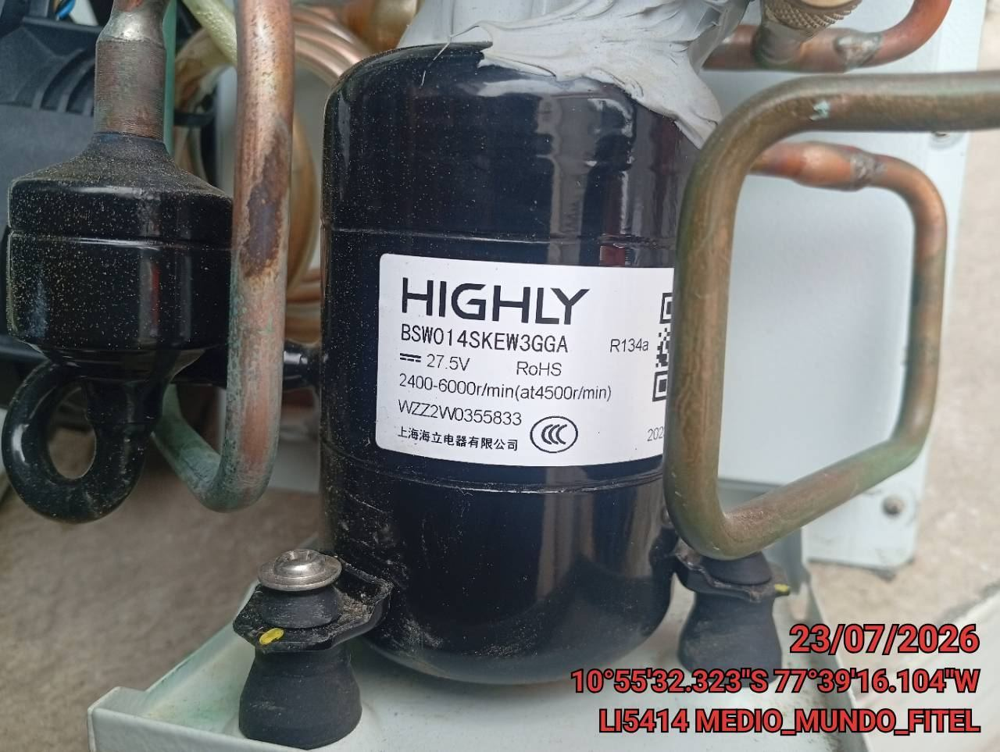 HIGHLY
BSW014SKEW3GGA R134a
27.5V RoHS
2400-6000r/min(at4500r/min)
WZZ2W0355833
CCC
上海海立电器有限公司
23/07/2026
10°55'32.323"S 77°39'16.104"W
LI5414 MEDIO_MUNDO_FITEL